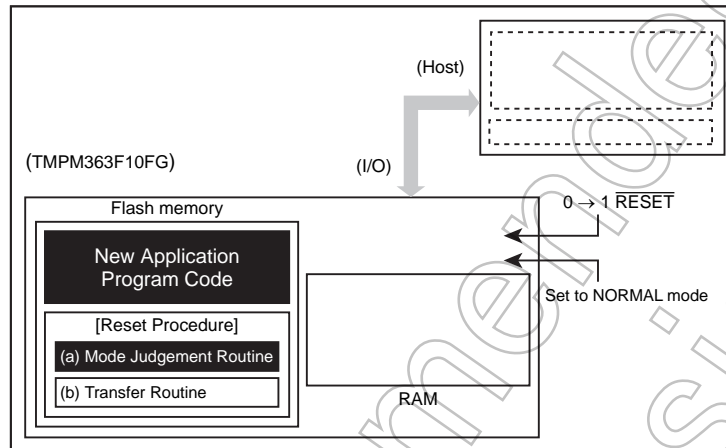 (Host)
(I/O)
(TMPM363F10FG)
Flash memory
New Application
Program Code
[Reset Procedure]
(a) Mode Judgement Routine
(b) Transfer Routine
RAM
0 → 1 RESET
Set to NORMAL mode